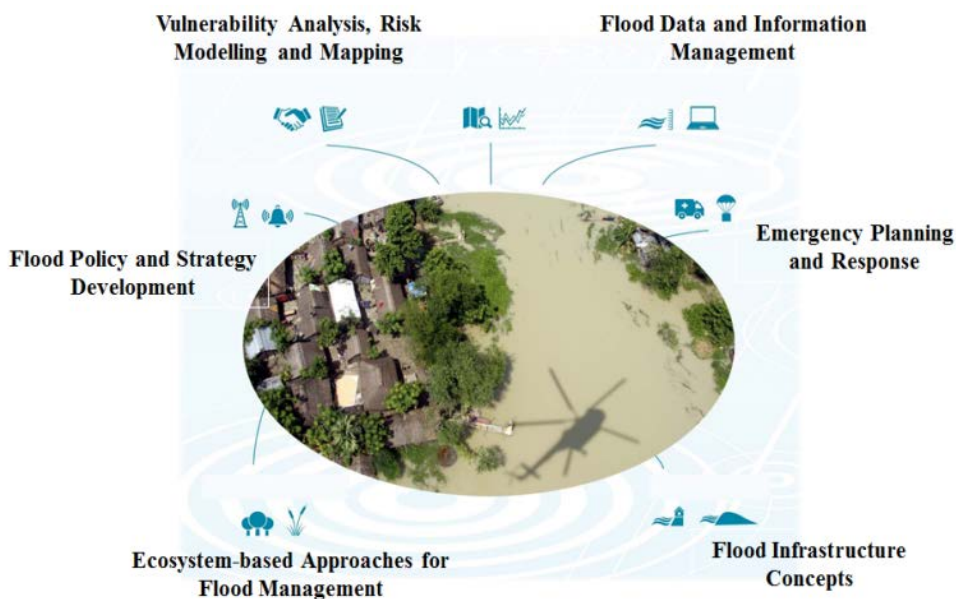 Vulnerability Analysis, Risk
Modelling and Mapping
Flood Data and Information
Management
Flood Policy and Strategy
Development
Emergency Planning
and Response
Ecosystem-based Approaches for
Flood Management
Flood Infrastructure
Concepts